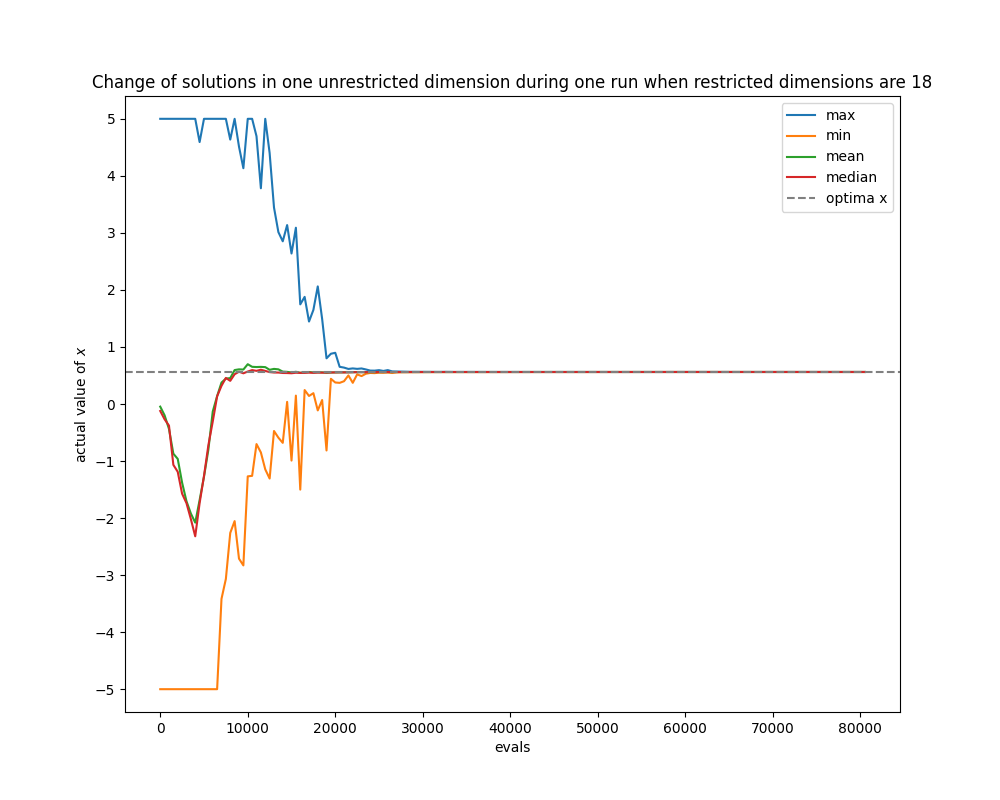 Change of solutions in one unrestricted dimension during one run when restricted dimensions are 18
max
min
mean
median
optima x
5
4
3
2
1
0
−1
−2
−3
−4
−5
actual value of x
0 10000 20000 30000 40000 50000 60000 70000 80000
evals